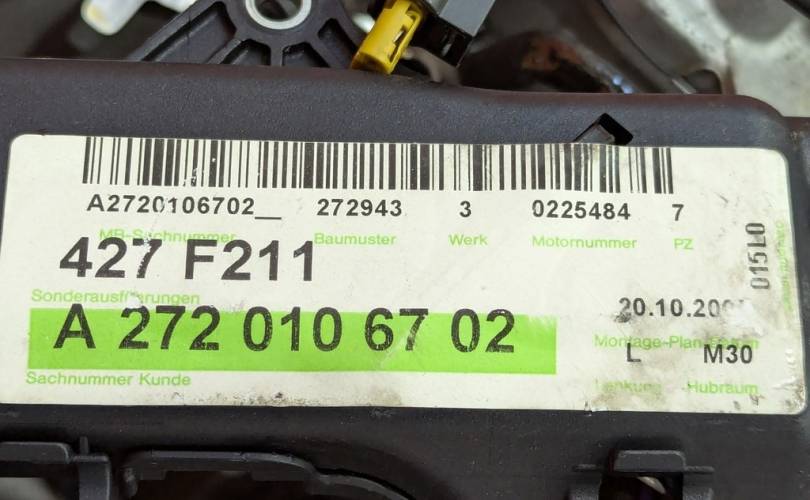 A2720106702__ 272943 3 0225484 7
MB-Sachnummer Baumuster Werk Motornummer PZ
427 F211
Sonderausführungen
A 272 010 67 02
Sachnummer Kunde
20.10.200
Montage-Plan-
L M30
Lenkung Hubraum
015L0